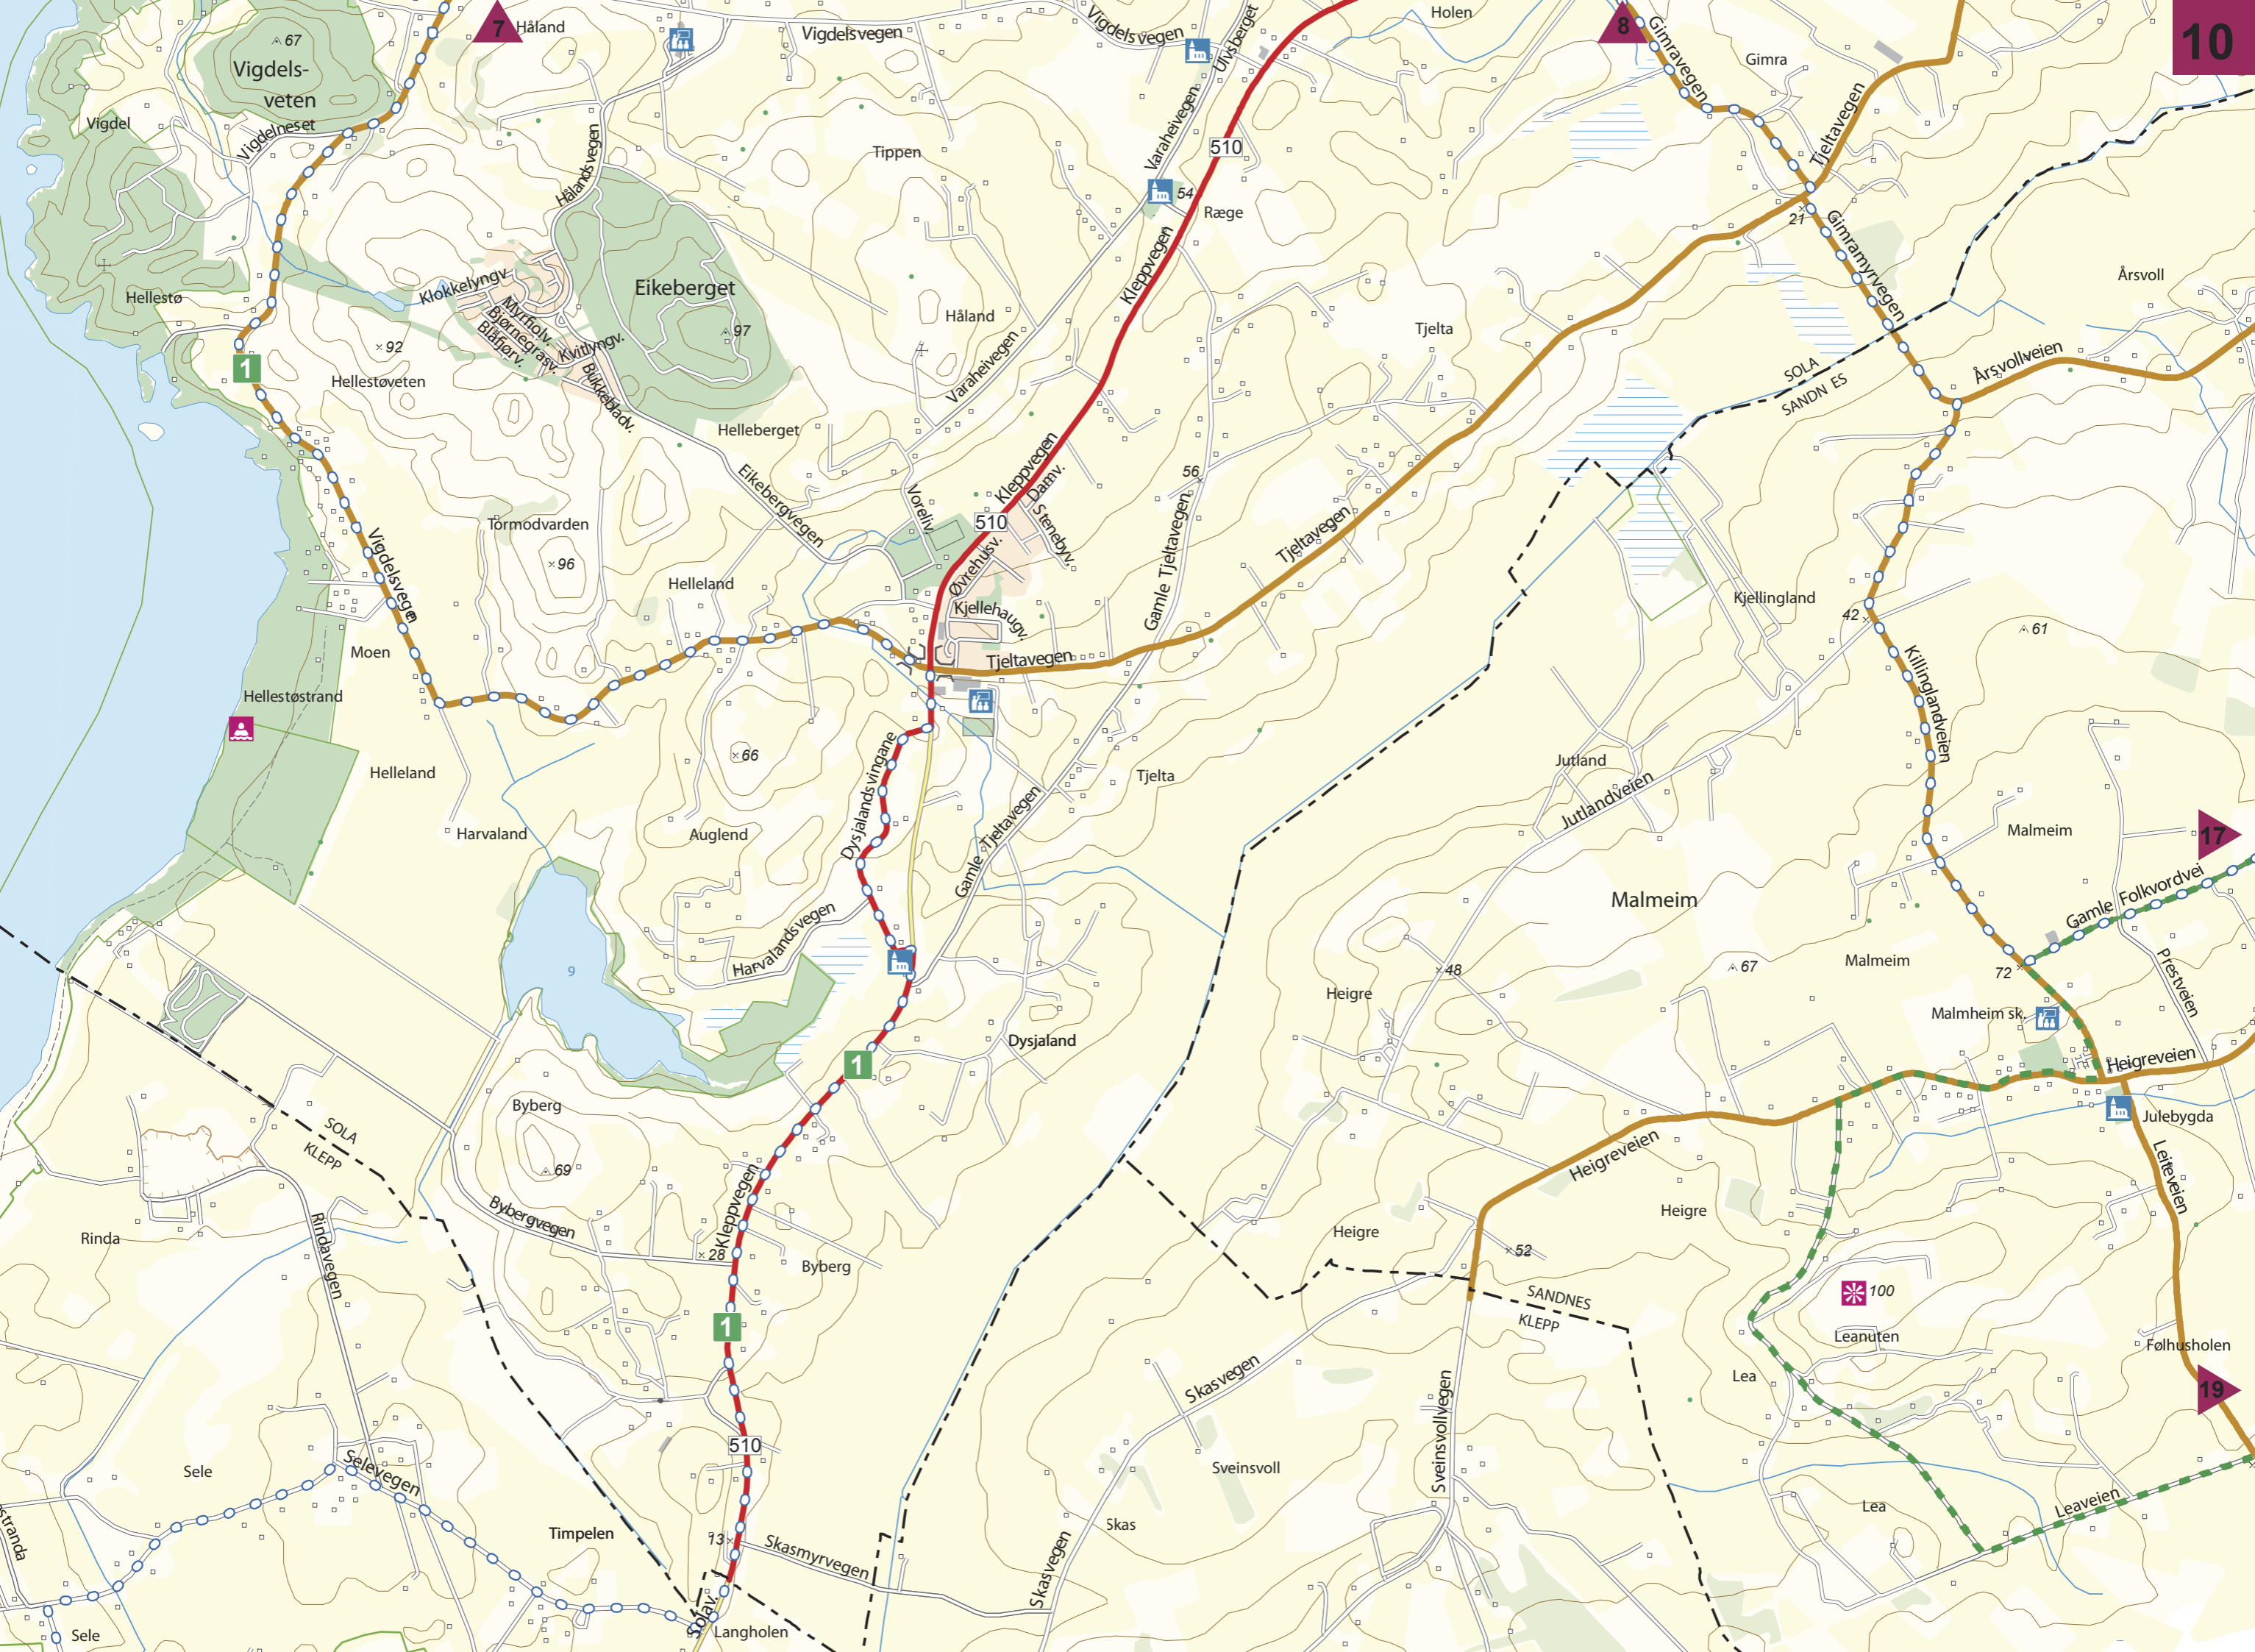 7
Håland
Vigdelsvegen
Vigdelsvegen
Ulvsberget
Holen
8
Gimravegen
Gimra
10
67
Vigdels-
veten
Vigdel
Vigdelneset
Hålandsvegen
Tippen
Varaheivegen
510
Tjeltavegen
54
Ræge
21
Gimramyrvegen
Kleppvegen
Årsvoll
Hellestø
Klokkelyngv.
Eikeberget
Håland
Tjelta
Myrfiolv.
Bjørnegrasv.
Blåfjørv.
Kvitlyngv.
97
92
1
Hellestøveten
Bukkebladv.
Varaheivegen
SOLA
SANDNES
Årsvollveien
Helleberget
Kleppvegen
Damv.
56
Eikebergvegen
Voreliv.
510
Stenebyv.
Tormodvarden
96
Vigdelsvegen
Helleland
Øvrehusv.
Kjellehaugv.
Gamle Tjeltavegen
Tjeltavegen
Kjellingland
42
61
Moen
Tjeltavegen
Killinglandveien
Hellestøstrand
66
Helleland
Dysjalandsvingane
Tjelta
Jutland
Jutlandveien
Harvaland
Auglend
Gamle Tjeltavegen
Malmeim
17
Malmeim
Gamle Folkvordvei
Harvalandsvegen
9
48
67
Malmeim
72
Prestveien
Heigre
Malmheim sk.
Dysjaland
1
Heigreveien
Byberg
Julebygda
SOLA
KLEPP
69
Heigreveien
Leiteveien
Bybergvegen
Kleppvegen
28
Rinda
Rindavegen
Byberg
Heigre
52
Heigre
SANDNES
KLEPP
100
Leanuten
1
Følhusholen
Skasvegen
Lea
19
Sveinsvollvegen
510
Sele
Selevegen
Sveinsvoll
Lea
Leaveien
Timpelen
13
Skasmyrvegen
Skas
Skasvegen
Solav.
Langholen
Sele